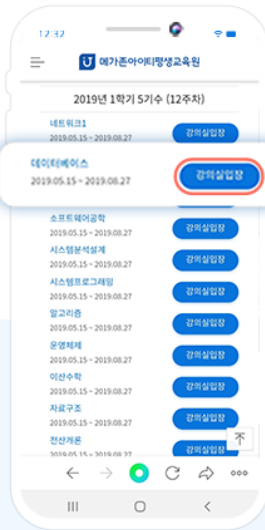 12:32
메가존아이티평생교육원
2019년 1학기 5기수 (12주차)
네트워크1
2019.05.15 ~ 2019.08.27
강의실입장
데이터베이스
2019.05.15 ~ 2019.08.27
강의실입장
소프트웨어공학
2019.05.15 ~ 2019.08.27
강의실입장
시스템분석설계
2019.05.15 ~ 2019.08.27
강의실입장
시스템프로그래밍
2019.05.15 ~ 2019.08.27
강의실입장
알고리즘
2019.05.15 ~ 2019.08.27
강의실입장
운영체제
2019.05.15 ~ 2019.08.27
강의실입장
이산수학
2019.05.15 ~ 2019.08.27
강의실입장
자료구조
2019.05.15 ~ 2019.08.27
강의실입장
전산개론
2019.05.15 ~ 2019.08.27
강의실입장